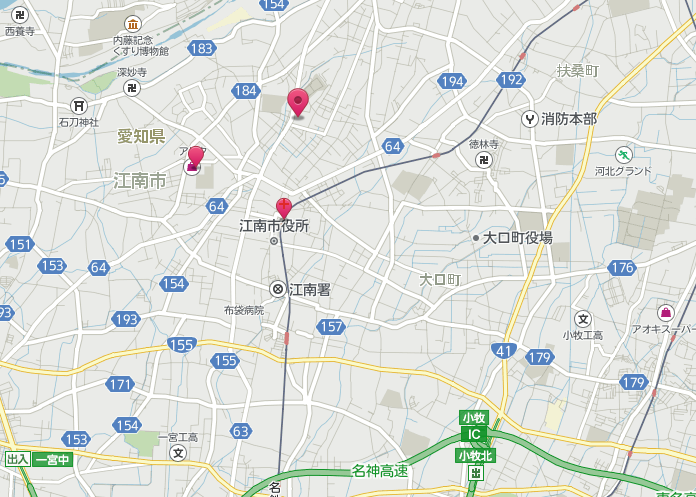 154
西養寺
内藤記念
くすり博物館
183
深妙寺
194
192
扶桑町
184
石刀神社
消防本部
愛知県
64
徳林寺
河北グランド
江南市
64
江南市役所
大口町役場
151
153
64
176
大口町
154
江南署
布袋病院
193
193
157
アオキスーパー
小牧工高
155
155
41
179
171
179
154
63
小牧
IC
153
一宮工高
小牧北
出
出入 一宮中
名神高速